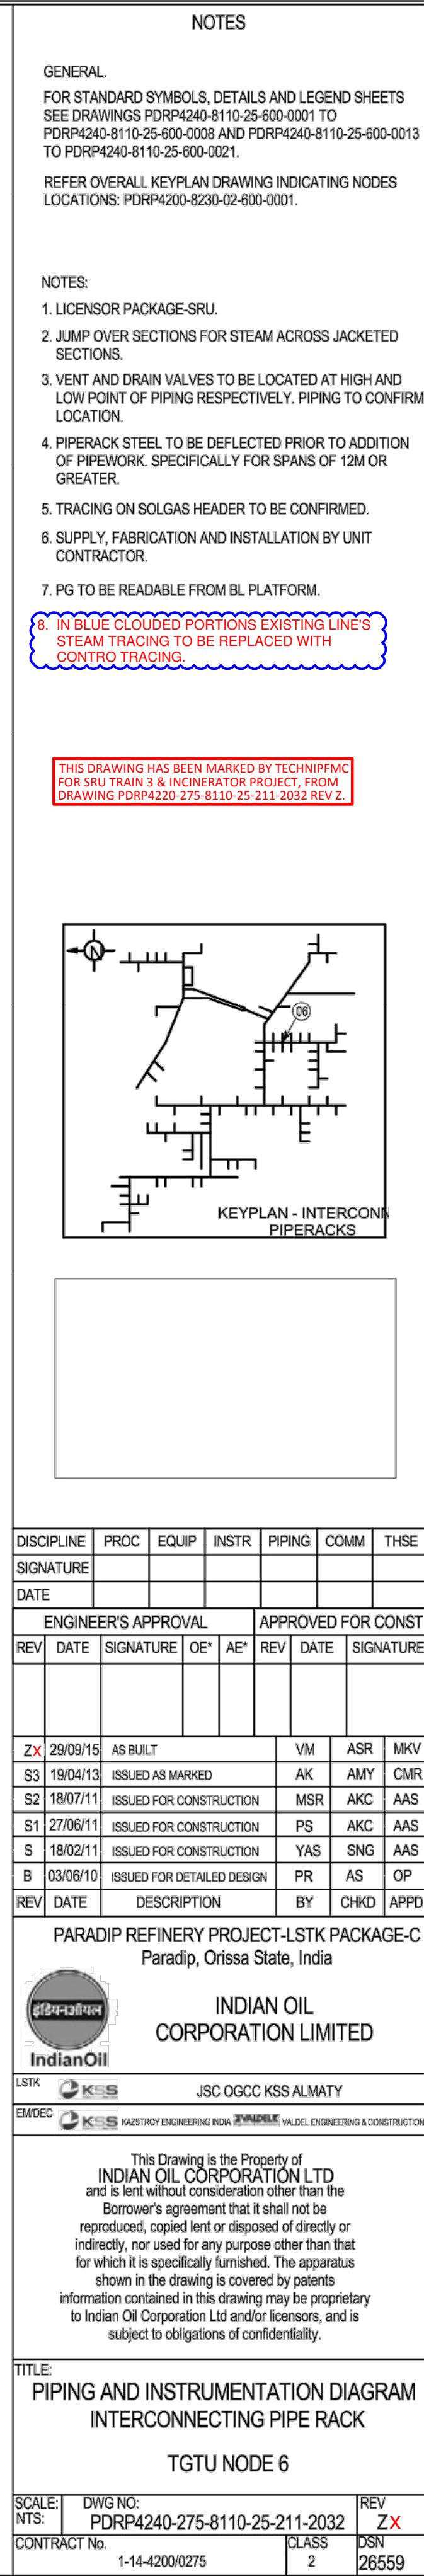 NOTES
GENERAL.
FOR STANDARD SYMBOLS, DETAILS AND LEGEND SHEETS
SEE DRAWINGS PDRP4240-8110-25-600-0001 TO
PDRP4240-8110-25-600-0008 AND PDRP4240-8110-25-600-0013
TO PDRP4240-8110-25-600-0021.
REFER OVERALL KEYPLAN DRAWING INDICATING NODES
LOCATIONS: PDRP4200-8230-02-600-0001.
NOTES:
1. LICENSOR PACKAGE-SRU.
2. JUMP OVER SECTIONS FOR STEAM ACROSS JACKETED
SECTIONS.
3. VENT AND DRAIN VALVES TO BE LOCATED AT HIGH AND
LOW POINT OF PIPING RESPECTIVELY. PIPING TO CONFIRM
LOCATION.
4. PIPERACK STEEL TO BE DEFLECTED PRIOR TO ADDITION
OF PIPEWORK. SPECIFICALLY FOR SPANS OF 12M OR
GREATER.
5. TRACING ON SOLGAS HEADER TO BE CONFIRMED.
6. SUPPLY, FABRICATION AND INSTALLATION BY UNIT
CONTRACTOR.
7. PG TO BE READABLE FROM BL PLATFORM.
8. IN BLUE CLOUDED PORTIONS EXISTING LINE'S
STEAM TRACING TO BE REPLACED WITH
CONTRO TRACING.
THIS DRAWING HAS BEEN MARKED BY TECHNIPFMC
FOR SRU TRAIN 3 & INCINERATOR PROJECT, FROM
DRAWING PDRP4220-275-8110-25-211-2032 REV Z.
N
06
KEYPLAN - INTERCONN
PIPERACKS
DISCIPLINE PROC EQUIP INSTR PIPING COMM THSE
SIGNATURE
DATE
ENGINEER'S APPROVAL APPROVED FOR CONST
REV DATE SIGNATURE OE* AE* REV DATE SIGNATURE
ZX 29/09/15 AS BUILT VM ASR MKV
S3 19/04/13 ISSUED AS MARKED AK AMY CMR
S2 18/07/11 ISSUED FOR CONSTRUCTION MSR AKC AAS
S1 27/06/11 ISSUED FOR CONSTRUCTION PS AKC AAS
S 18/02/11 ISSUED FOR CONSTRUCTION YAS SNG AAS
B 03/06/10 ISSUED FOR DETAILED DESIGN PR AS OP
REV DATE DESCRIPTION BY CHKD APPD
PARADIP REFINERY PROJECT-LSTK PACKAGE-C
Paradip, Orissa State, India
इंडियनऑयल
IndianOil
INDIAN OIL
CORPORATION LIMITED
LSTK KSS JSC OGCC KSS ALMATY
EM/DEC KSS KAZSTROY ENGINEERING INDIA VALDEL VALDEL ENGINEERING & CONSTRUCTION
This Drawing is the Property of
INDIAN OIL CORPORATION LTD
and is lent without consideration other than the
Borrower's agreement that it shall not be
reproduced, copied lent or disposed of directly or
indirectly, nor used for any purpose other than that
for which it is specifically furnished. The apparatus
shown in the drawing is covered by patents
information contained in this drawing may be proprietary
to Indian Oil Corporation Ltd and/or licensors, and is
subject to obligations of confidentiality.
TITLE:
PIPING AND INSTRUMENTATION DIAGRAM
INTERCONNECTING PIPE RACK
TGTU NODE 6
SCALE: DWG NO: REV
NTS: PDRP4240-275-8110-25-211-2032 ZX
CONTRACT No. CLASS DSN
1-14-4200/0275 2 26559